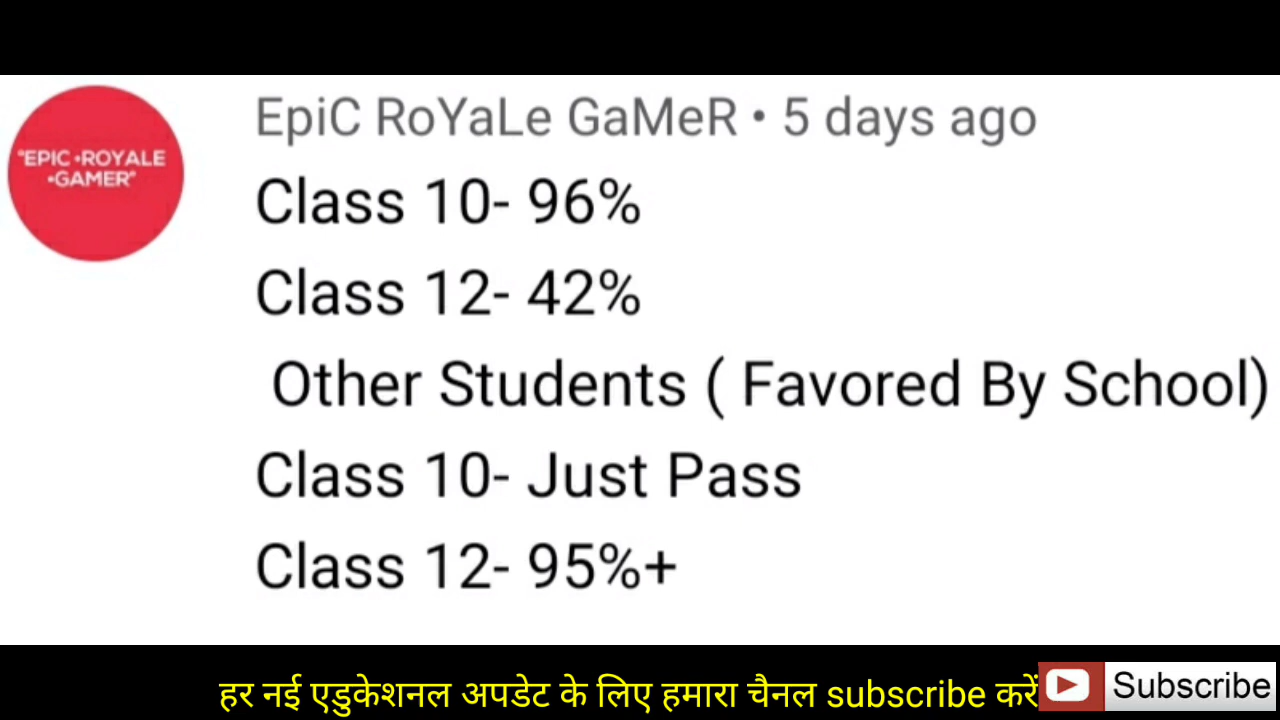 "EPIC •ROYALE
•GAMER"
EpiC RoYaLe GaMeR • 5 days ago
Class 10- 96%
Class 12- 42%
Other Students ( Favored By School)
Class 10- Just Pass
Class 12- 95%+
हर नई एडुकेशनल अपडेट के लिए हमारा चैनल subscribe करें
Subscribe